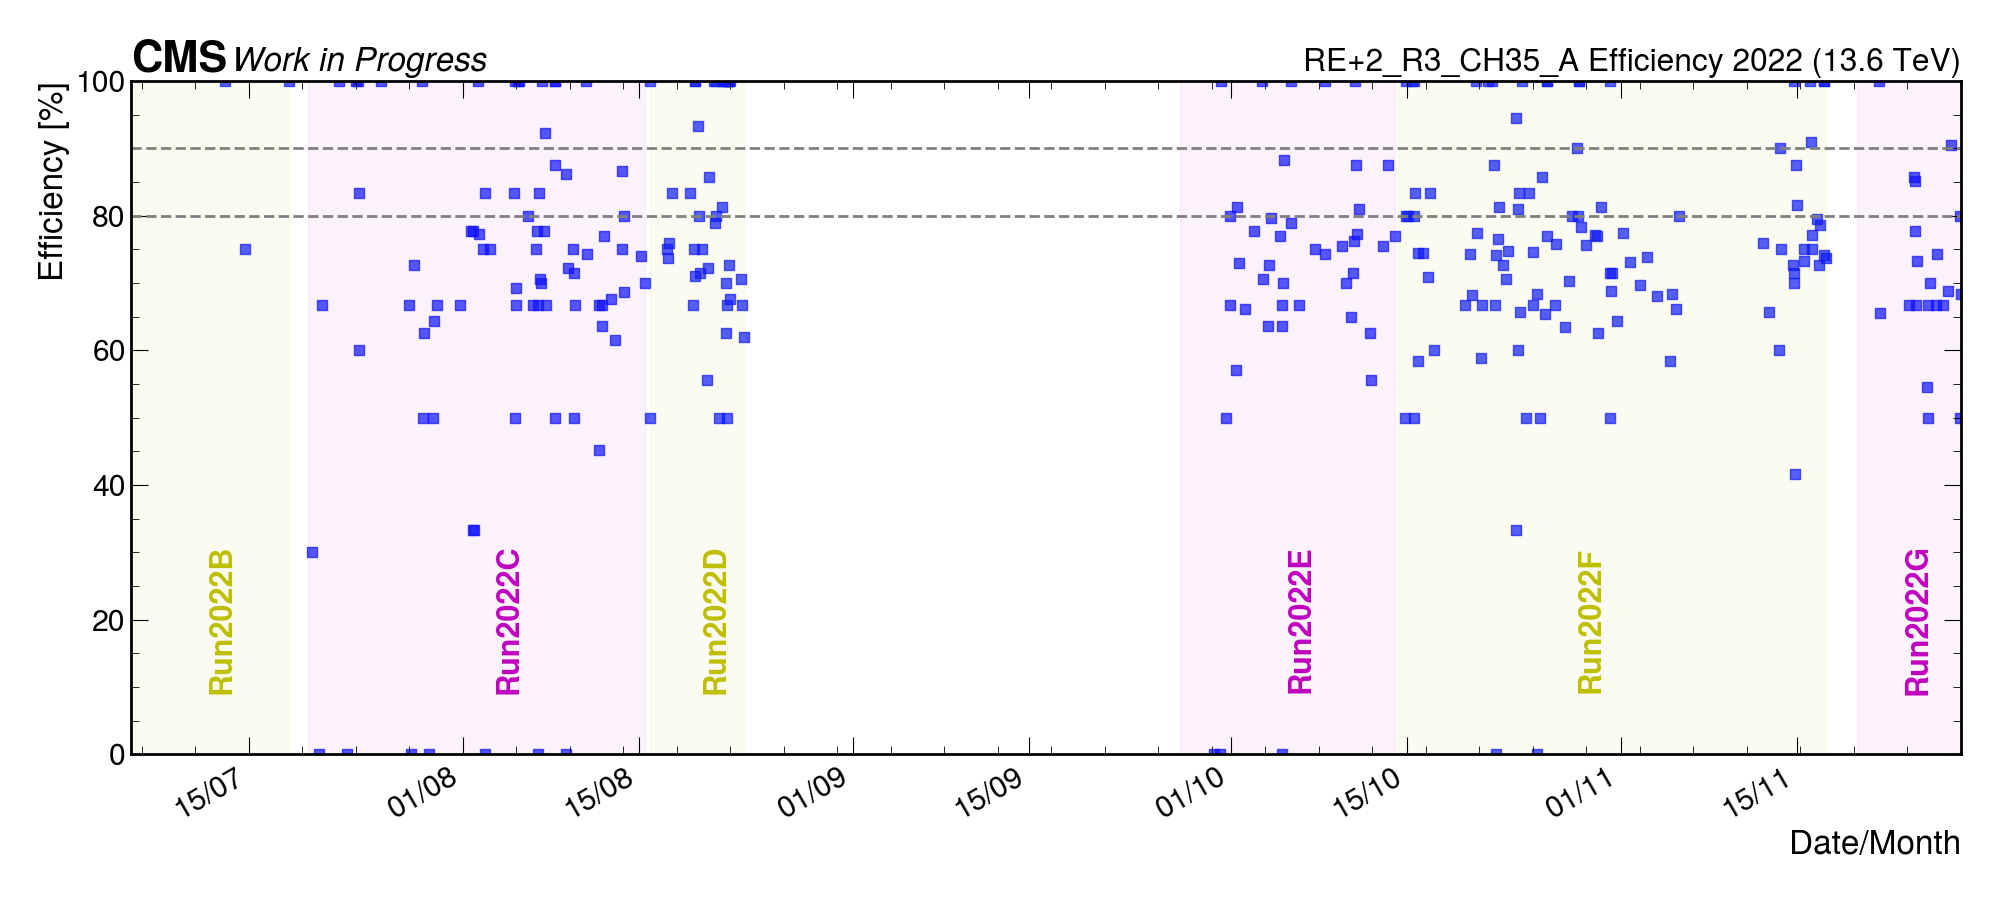 CMS Work in Progress
RE+2_R3_CH35_A Efficiency 2022 (13.6 TeV)
Efficiency [%]
100
80
60
40
20
0
Run2022B
Run2022C
Run2022D
Run2022E
Run2022F
Run2022G
15/07
01/08
15/08
01/09
15/09
01/10
15/10
01/11
15/11
Date/Month